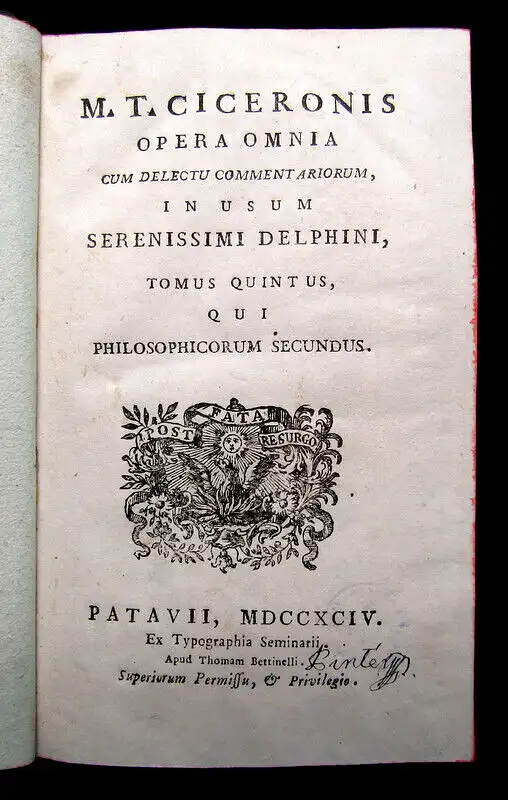 M. T. CICERONIS
OPERA OMNIA
CUM DELECTU COMMENTARIORUM,
IN USUM
SERENISSIMI DELPHINI,
TOMUS QUINTUS,
QUI
PHILOSOPHICORUM SECUNDUS.
POST FATA RESURGO
PATAVII, MDCCXCIV.
Ex Typographia Seminarii.
Apud Thomam Bettinelli.
Superiorum Permiſſu, & Privilegio.